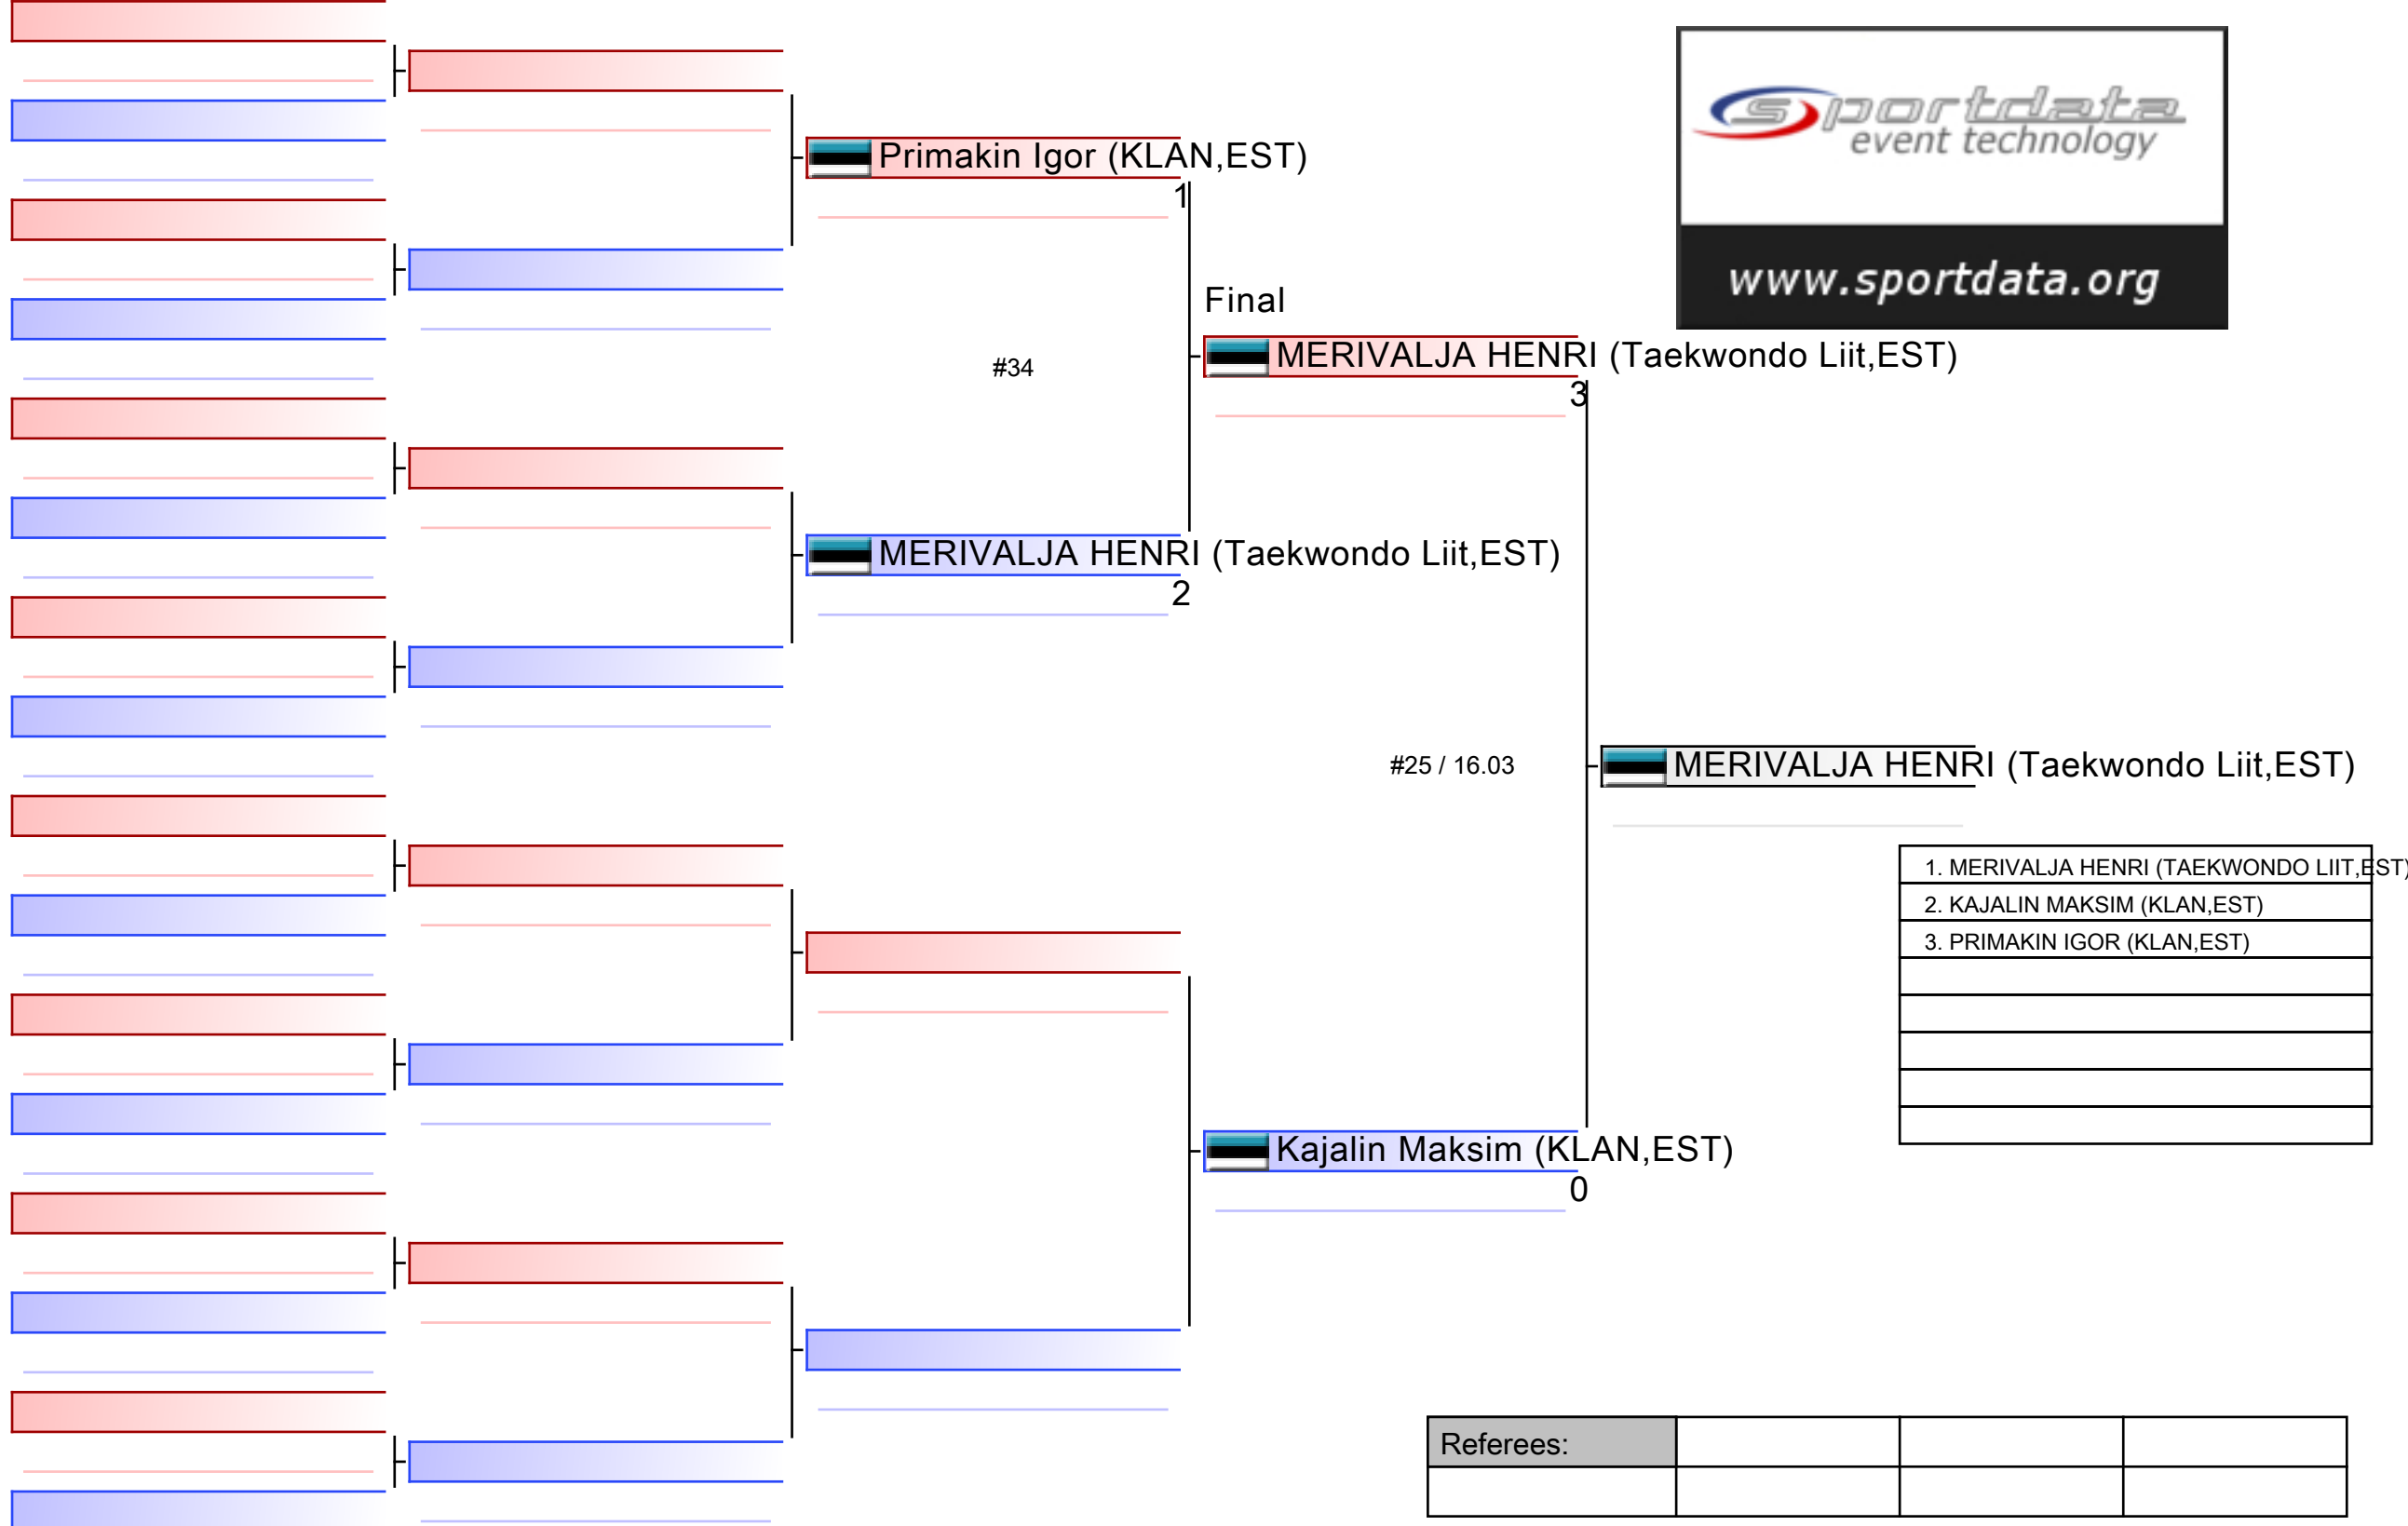 sportdata
event technology
www.sportdata.org
Primakin Igor (KLAN,EST)
1
Final
#34
MERIVALJA HENRI (Taekwondo Liit,EST)
3
MERIVALJA HENRI (Taekwondo Liit,EST)
2
#25 / 16.03
MERIVALJA HENRI (Taekwondo Liit,EST)
1. MERIVALJA HENRI (TAEKWONDO LIIT,EST)
2. KAJALIN MAKSIM (KLAN,EST)
3. PRIMAKIN IGOR (KLAN,EST)
Kajalin Maksim (KLAN,EST)
0
Referees: